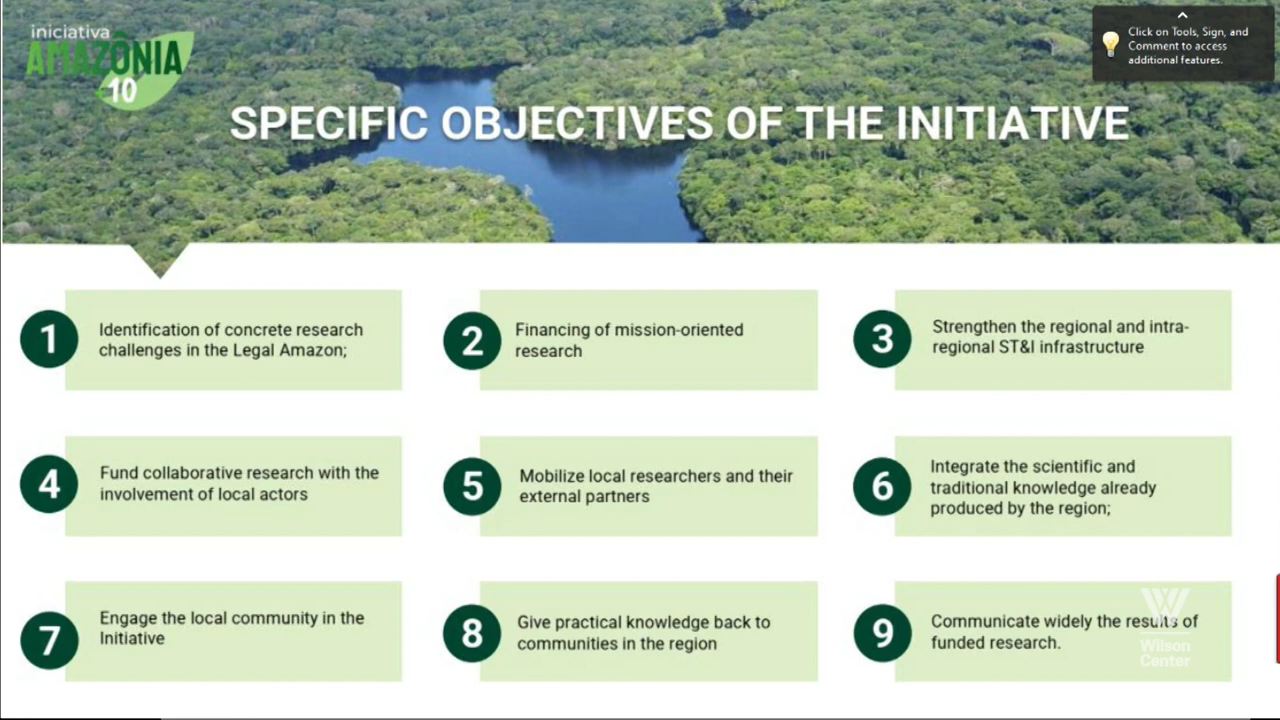 iniciativa
AMAZÔNIA
10
Click on Tools, Sign, and
Comment to access
additional features.
SPECIFIC OBJECTIVES OF THE INITIATIVE
1
Identification of concrete research
challenges in the Legal Amazon;
2
Financing of mission-oriented
research
3
Strengthen the regional and intra-
regional ST&I infrastructure
4
Fund collaborative research with the
involvement of local actors
5
Mobilize local researchers and their
external partners
6
Integrate the scientific and
traditional knowledge already
produced by the region;
7
Engage the local community in the
Initiative
8
Give practical knowledge back to
communities in the region
9
Communicate widely the results of
funded research.
W
Wilson
Center